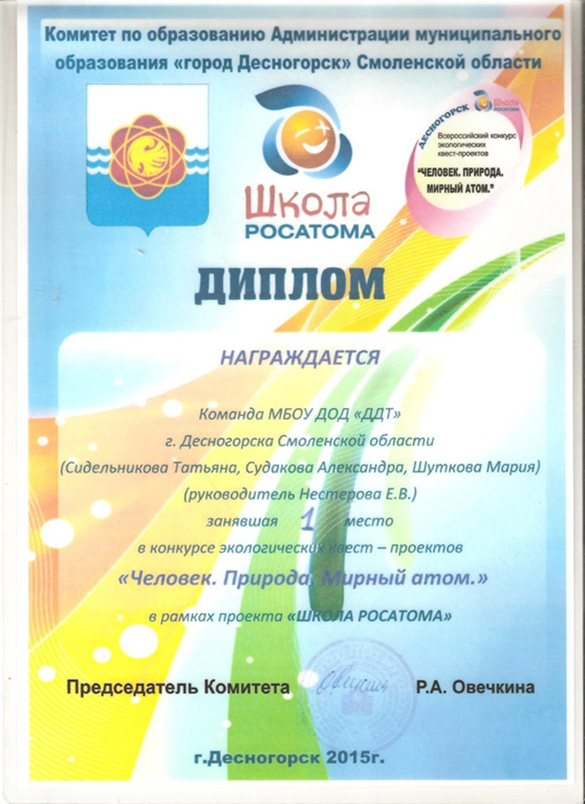 Комитет по образованию Администрации муниципального
образования «город Десногорск» Смоленской области
ДЕСНОГОРСК
Школа
РОСАТОМА
Всероссийский конкурс
экологических
квест-проектов
"ЧЕЛОВЕК. ПРИРОДА.
МИРНЫЙ АТОМ."
Школа
РОСАТОМА
ДИПЛОМ
НАГРАЖДАЕТСЯ
Команда МБОУ ДОД «ДДТ»
г. Десногорска Смоленской области
(Сидельникова Татьяна, Судакова Александра, Шуткова Мария)
(руководитель Нестерова Е.В.)
занявшая 1 место
в конкурсе экологических квест – проектов
«Человек. Природа. Мирный атом.»
в рамках проекта «ШКОЛА РОСАТОМА»
Председатель Комитета Р.А. Овечкина
г.Десногорск 2015г.